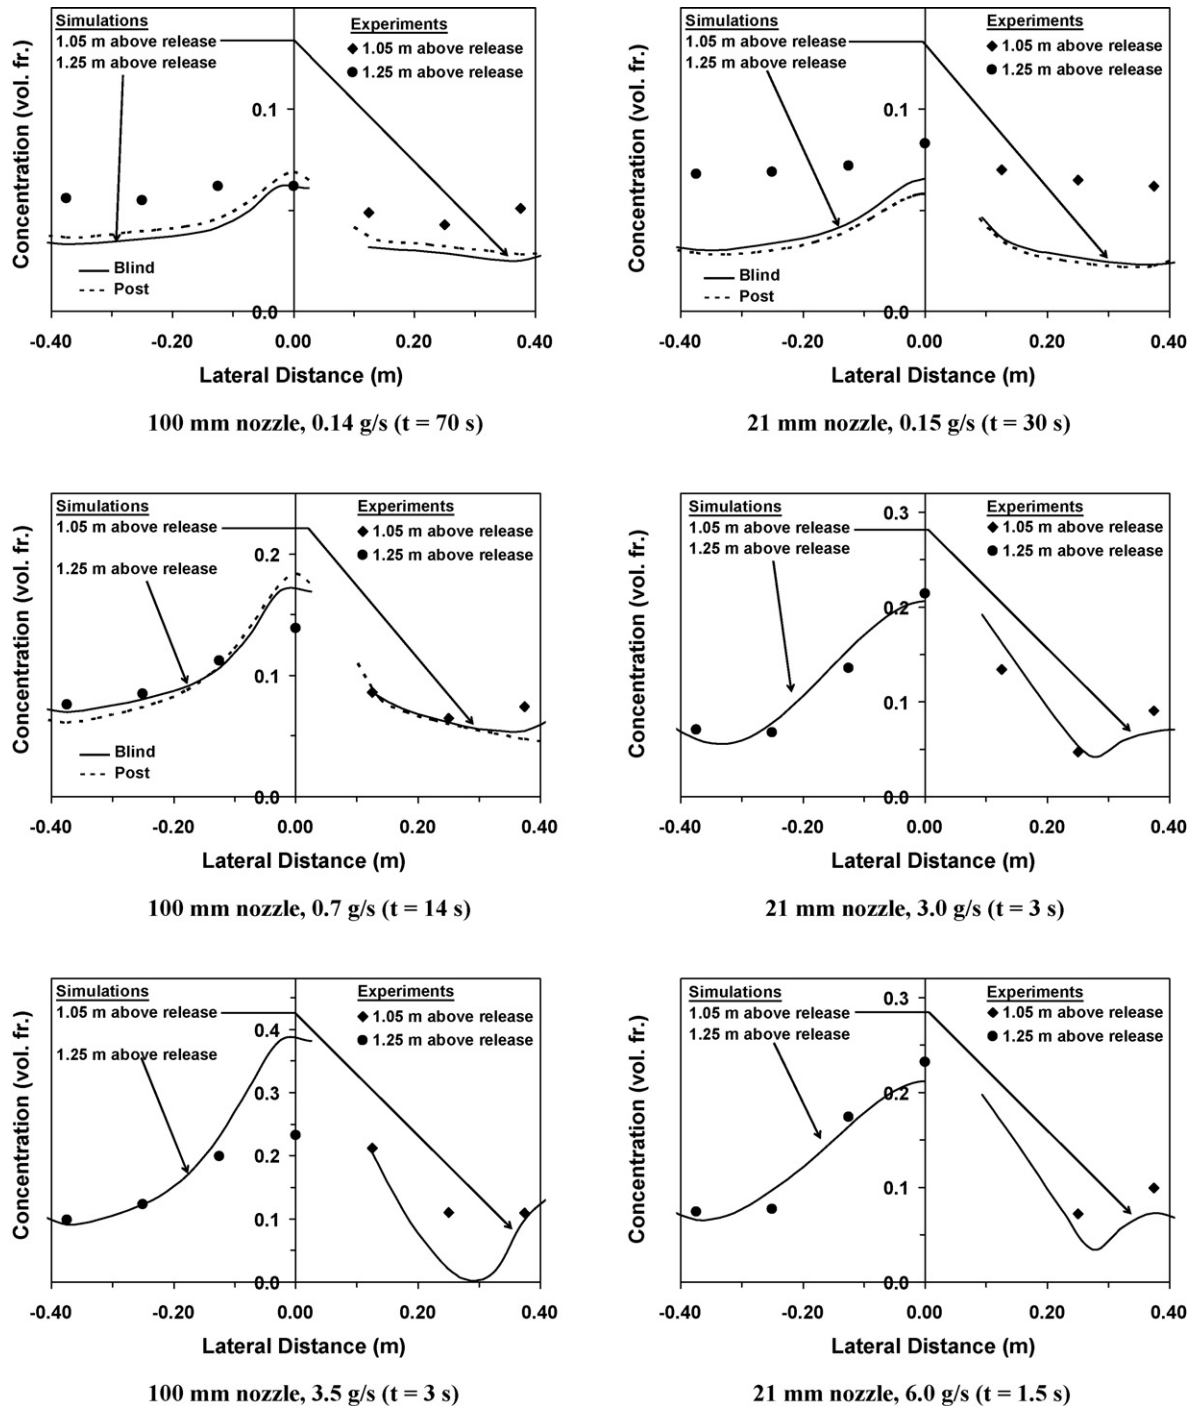 Simulations
1.05 m above release
1.25 m above release
Experiments
1.05 m above release
1.25 m above release
Concentration (vol. fr.)
0.1
0.0
Blind
Post
-0.40 -0.20 0.00 0.20 0.40
Lateral Distance (m)
100 mm nozzle, 0.14 g/s (t = 70 s)
Simulations
1.05 m above release
1.25 m above release
Experiments
1.05 m above release
1.25 m above release
Concentration (vol. fr.)
0.1
0.0
Blind
Post
-0.40 -0.20 0.00 0.20 0.40
Lateral Distance (m)
21 mm nozzle, 0.15 g/s (t = 30 s)
Simulations
1.05 m above release
1.25 m above release
Experiments
1.05 m above release
1.25 m above release
Concentration (vol. fr.)
0.2
0.1
0.0
Blind
Post
-0.40 -0.20 0.00 0.20 0.40
Lateral Distance (m)
100 mm nozzle, 0.7 g/s (t = 14 s)
Simulations
1.05 m above release
1.25 m above release
Experiments
1.05 m above release
1.25 m above release
Concentration (vol. fr.)
0.3
0.2
0.1
0.0
-0.40 -0.20 0.00 0.20 0.40
Lateral Distance (m)
21 mm nozzle, 3.0 g/s (t = 3 s)
Simulations
1.05 m above release
1.25 m above release
Experiments
1.05 m above release
1.25 m above release
Concentration (vol. fr.)
0.4
0.3
0.2
0.1
0.0
-0.40 -0.20 0.00 0.20 0.40
Lateral Distance (m)
100 mm nozzle, 3.5 g/s (t = 3 s)
Simulations
1.05 m above release
1.25 m above release
Experiments
1.05 m above release
1.25 m above release
Concentration (vol. fr.)
0.3
0.2
0.1
0.0
-0.40 -0.20 0.00 0.20 0.40
Lateral Distance (m)
21 mm nozzle, 6.0 g/s (t = 1.5 s)